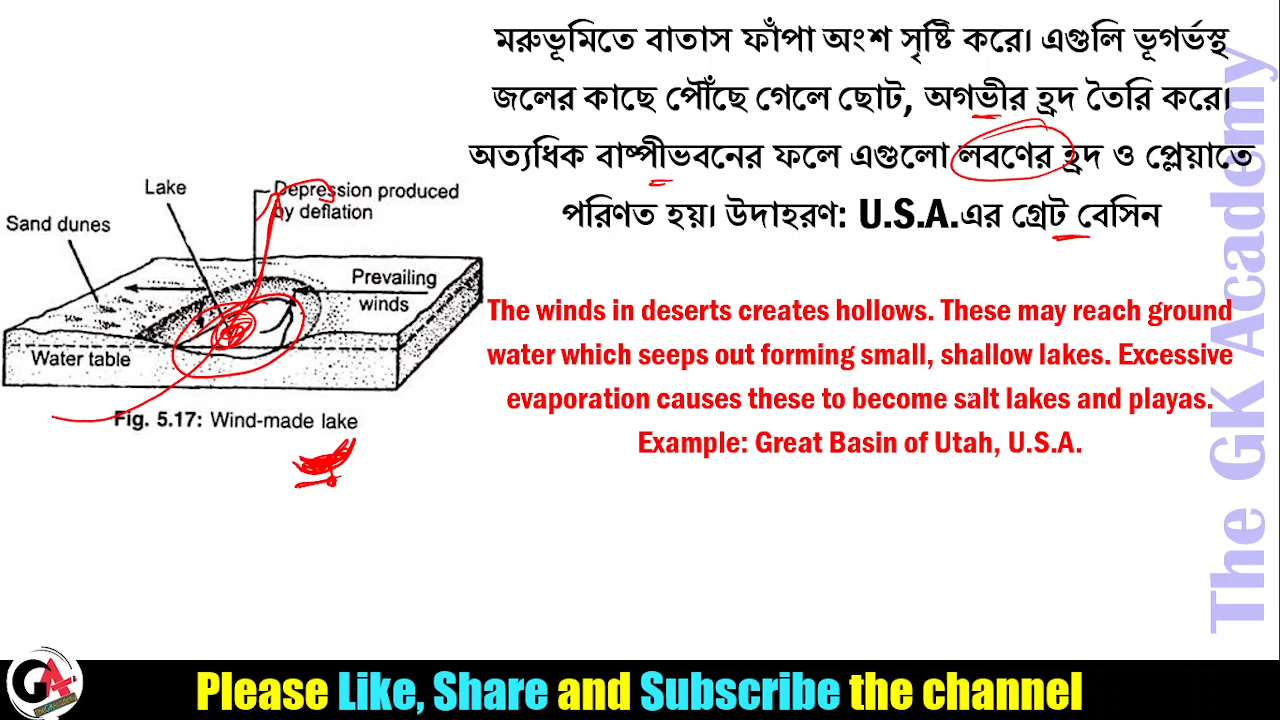 মরুভূমিতে বাতাস ফাঁপা অংশ সৃষ্টি করে। এগুলি ভূগর্ভস্থ
জলের কাছে পৌঁছে গেলে ছোট, অগভীর হ্রদ তৈরি করে।
অত্যধিক বাষ্পীভবনের ফলে এগুলো লবণের হ্রদ ও প্লেয়াতে
পরিণত হয়। উদাহরণ: U.S.A.এর গ্রেট বেসিন
The winds in deserts creates hollows. These may reach ground
water which seeps out forming small, shallow lakes. Excessive
evaporation causes these to become salt lakes and playas.
Example: Great Basin of Utah, U.S.A.
Lake
Depression produced
by deflation
Sand dunes
Prevailing
winds
Water table
Fig. 5.17: Wind-made lake
The GK Academy
Please Like, Share and Subscribe the channel